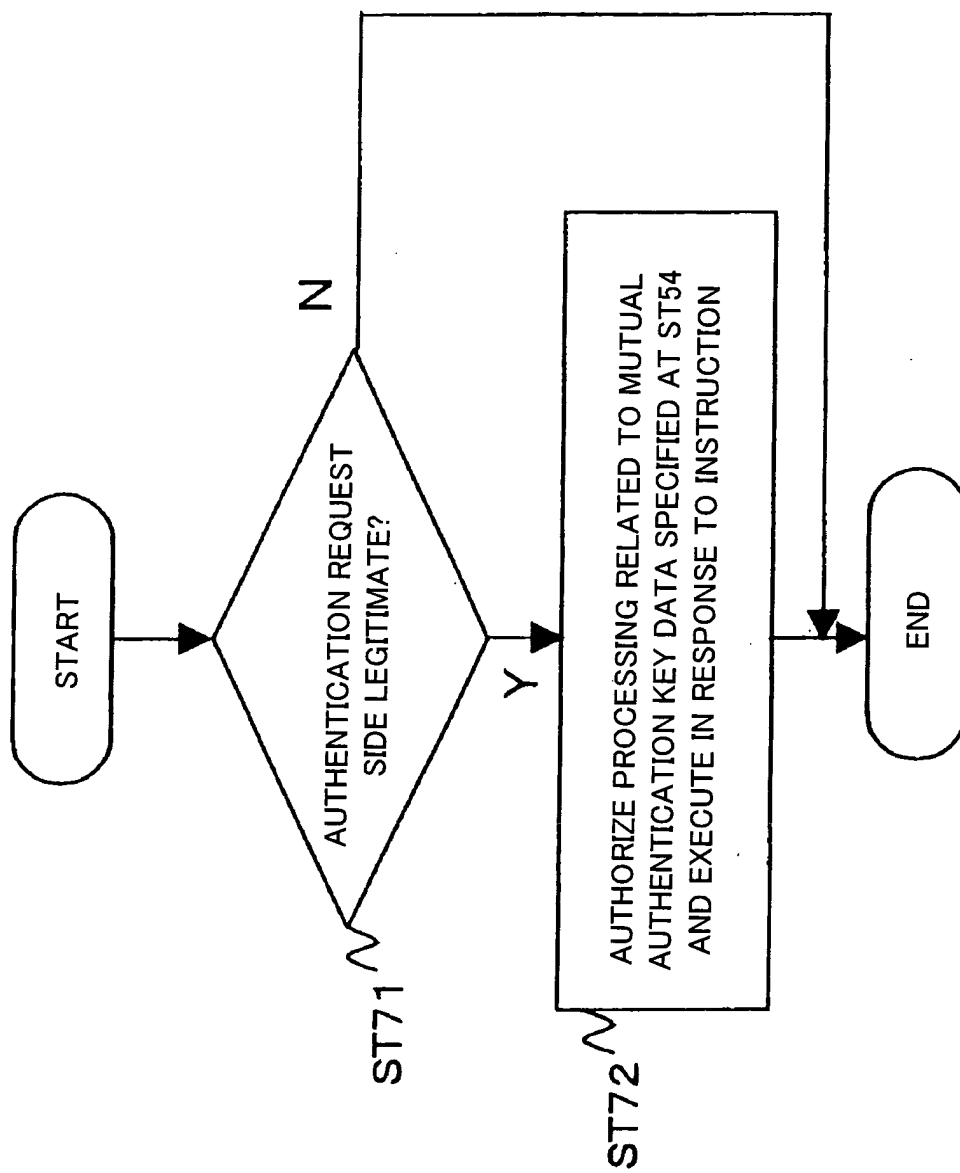 START
AUTHENTICATION REQUEST
SIDE LEGITIMATE?
ST71
N
Y
ST72
AUTHORIZE PROCESSING RELATED TO MUTUAL
AUTHENTICATION KEY DATA SPECIFIED AT ST54
AND EXECUTE IN RESPONSE TO INSTRUCTION
END